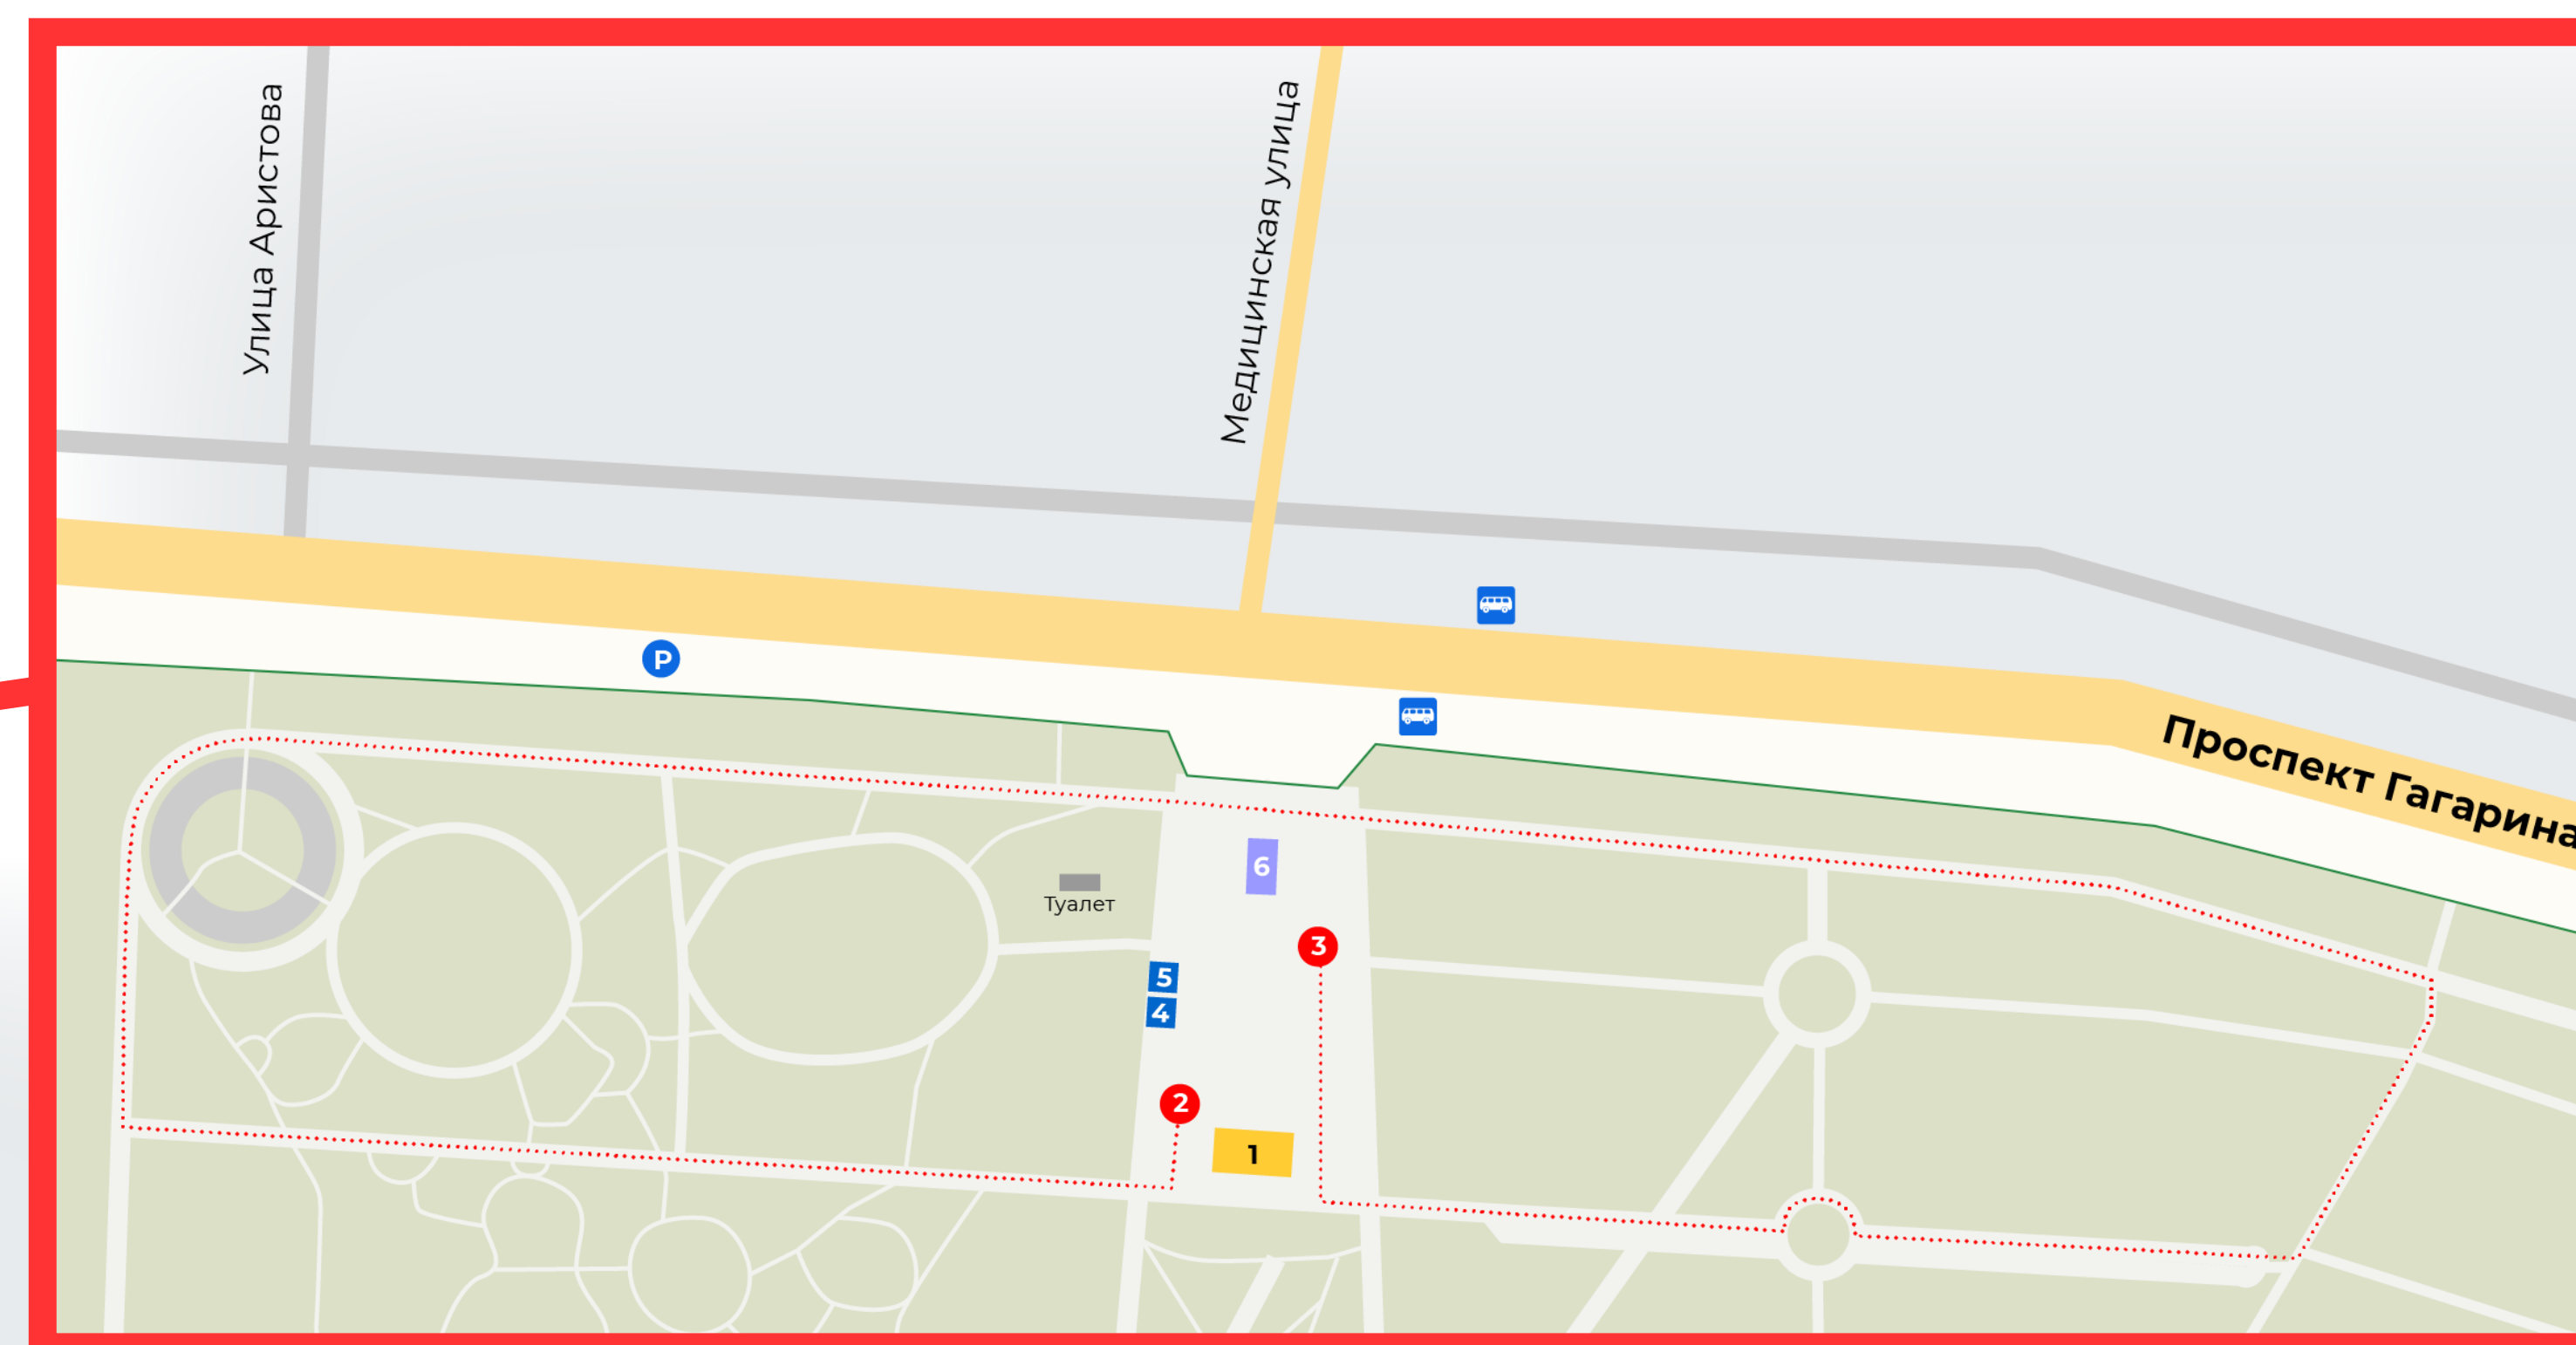 Улица Аристова
Медицинская улица
P
Проспект Гагарина
6
Туалет
3
5
4
2
1